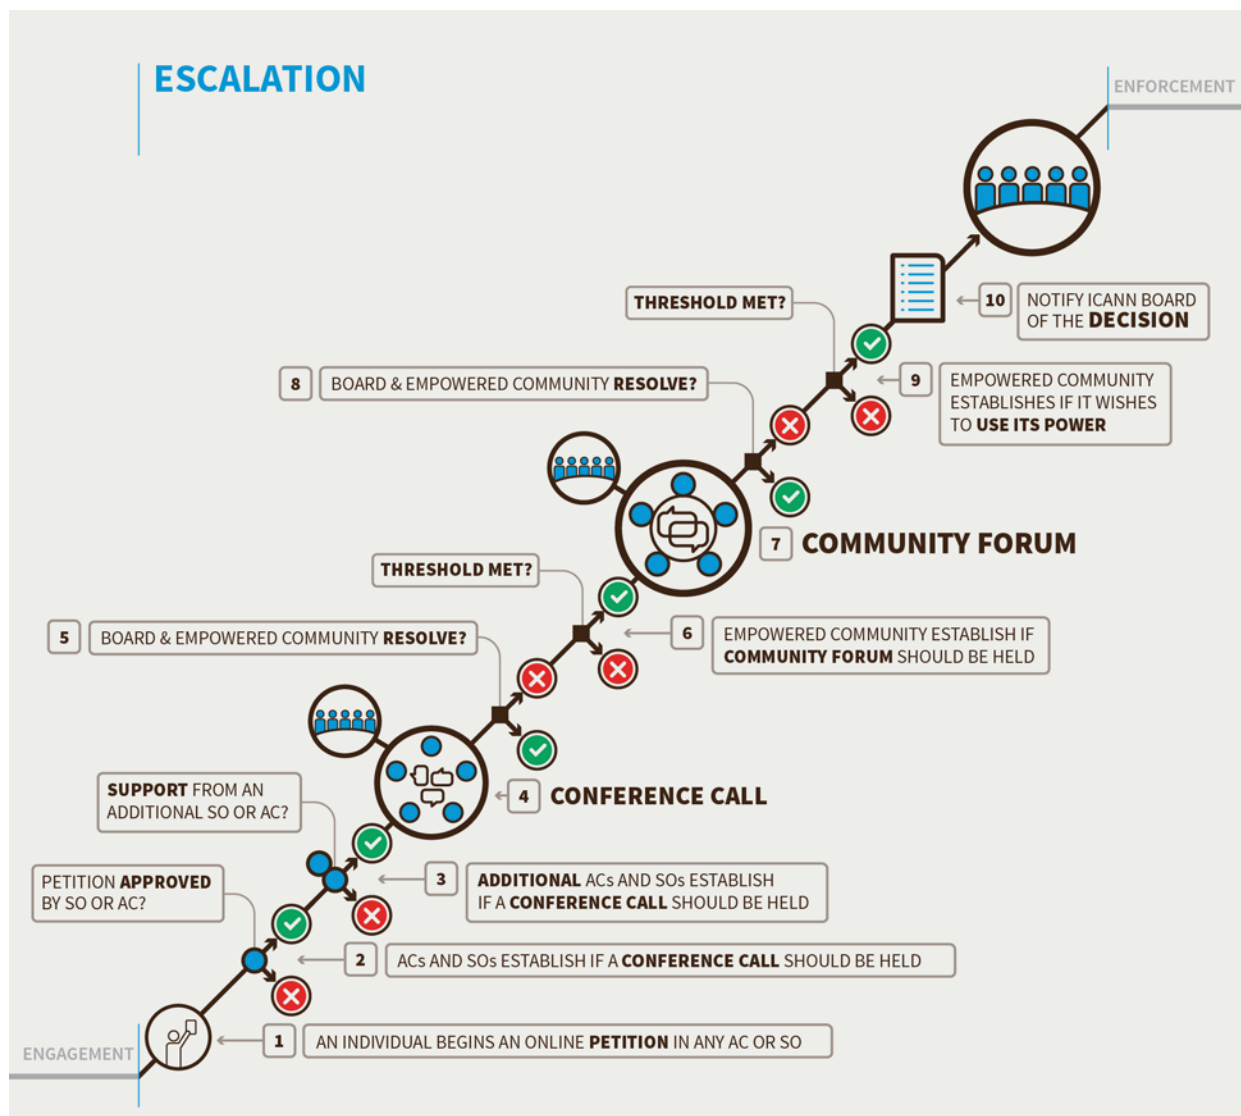 ESCALATION
ENFORCEMENT
THRESHOLD MET?
10
NOTIFY ICANN BOARD
OF THE DECISION
8
BOARD & EMPOWERED COMMUNITY RESOLVE?
9
EMPOWERED COMMUNITY
ESTABLISHES IF IT WISHES
TO USE ITS POWER
7
COMMUNITY FORUM
THRESHOLD MET?
5
BOARD & EMPOWERED COMMUNITY RESOLVE?
6
EMPOWERED COMMUNITY ESTABLISH IF
COMMUNITY FORUM SHOULD BE HELD
4
CONFERENCE CALL
SUPPORT FROM AN
ADDITIONAL SO OR AC?
3
ADDITIONAL ACs AND SOs ESTABLISH
IF A CONFERENCE CALL SHOULD BE HELD
PETITION APPROVED
BY SO OR AC?
2
ACs AND SOs ESTABLISH IF A CONFERENCE CALL SHOULD BE HELD
1
AN INDIVIDUAL BEGINS AN ONLINE PETITION IN ANY AC OR SO
ENGAGEMENT